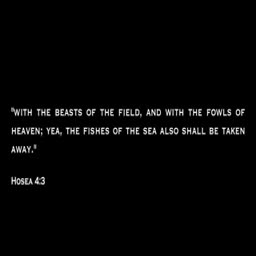 "WITH THE BEASTS OF THE FIELD, AND WITH THE FOWLS OF
HEAVEN; YEA, THE FISHES OF THE SEA ALSO SHALL BE TAKEN
AWAY."
HOSEA 4:3